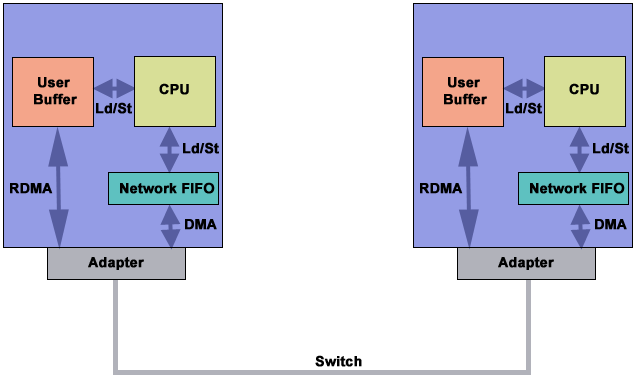 User
Buffer
Ld/St
CPU
Ld/St
RDMA
Network FIFO
DMA
Adapter
User
Buffer
Ld/St
CPU
Ld/St
RDMA
Network FIFO
DMA
Adapter
Switch